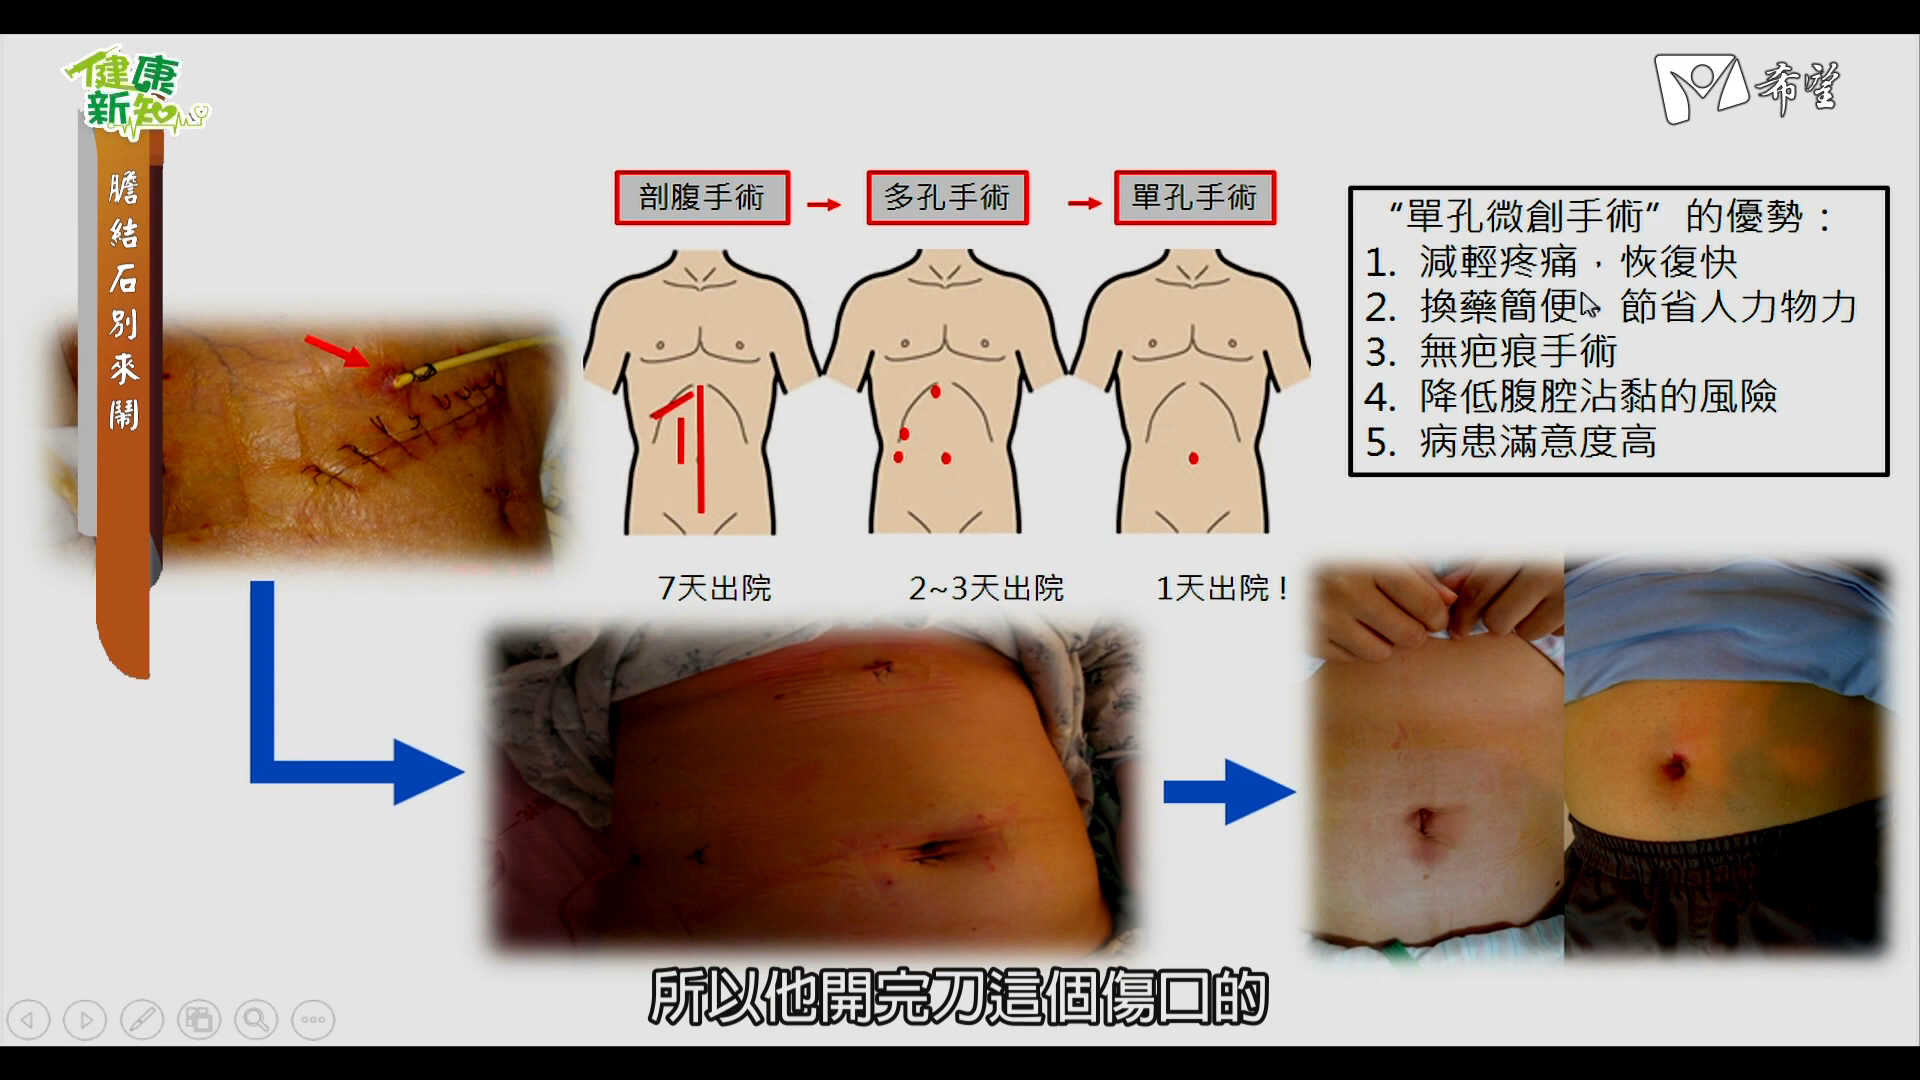 健康
新知
希望
膽結石別來鬧
剖腹手術
多孔手術
單孔手術
“單孔微創手術” 的優勢：
1. 減輕疼痛，恢復快
2. 換藥簡便，節省人力物力
3. 無疤痕手術
4. 降低腹腔沾黏的風險
5. 病患滿意度高
7天出院
2~3天出院
1天出院！
所以他開完刀這個傷口的